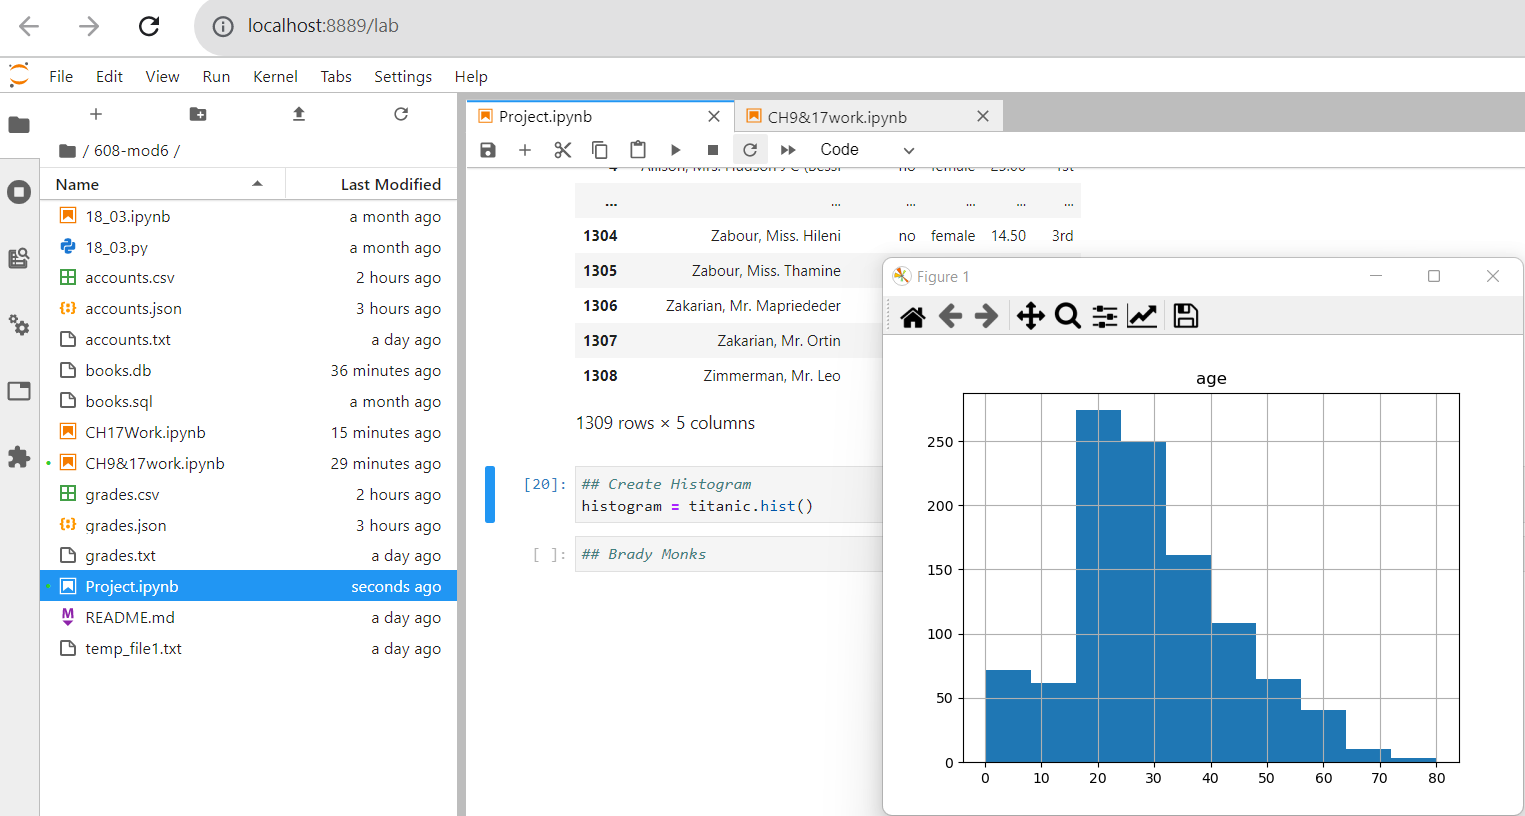 localhost:8889/lab
File Edit View Run Kernel Tabs Settings Help
Project.ipynb
CH9&17work.ipynb
/ 608-mod6 /
Code
Name Last Modified
18_03.ipynb a month ago
18_03.py a month ago
accounts.csv 2 hours ago
accounts.json 3 hours ago
accounts.txt a day ago
books.db 36 minutes ago
books.sql a month ago
CH17Work.ipynb 15 minutes ago
CH9&17work.ipynb 29 minutes ago
grades.csv 2 hours ago
grades.json 3 hours ago
grades.txt a day ago
Project.ipynb seconds ago
README.md a day ago
temp_file1.txt a day ago
... ... ... ... ... ...
1304 Zabour, Miss. Hileni no female 14.50 3rd
1305 Zabour, Miss. Thamine
1306 Zakarian, Mr. Mapriededer
1307 Zakarian, Mr. Ortin
1308 Zimmerman, Mr. Leo
1309 rows × 5 columns
[20]: ## Create Histogram
histogram = titanic.hist()
[ ]: ## Brady Monks
Figure 1
age
250
200
150
100
50
0
0 10 20 30 40 50 60 70 80